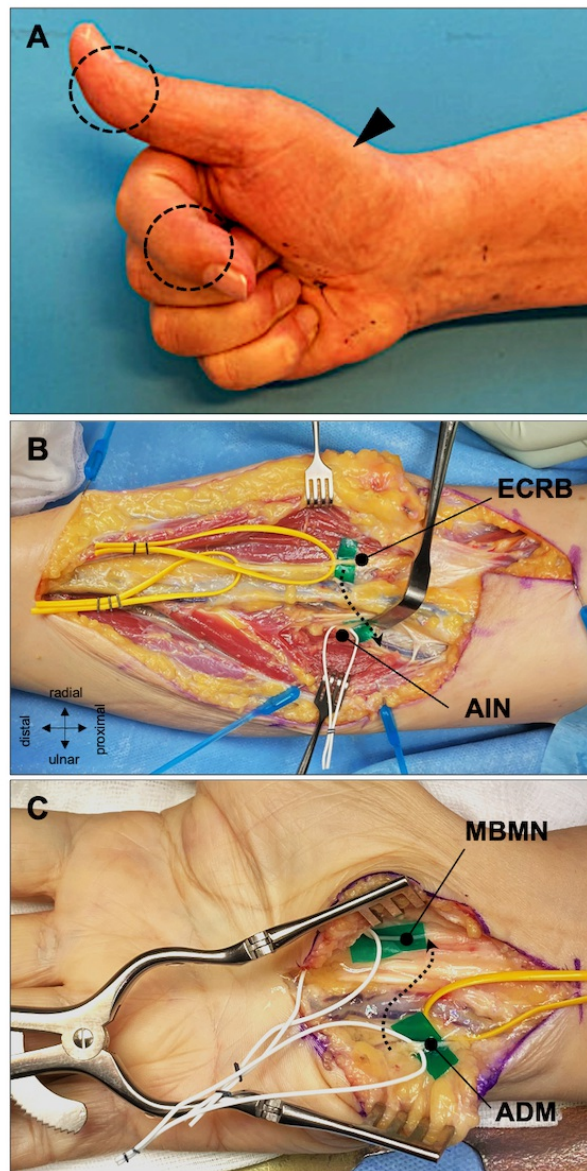 A
B
ECRB
AIN
radial
distal
proximal
ulnar
C
MBMN
ADM